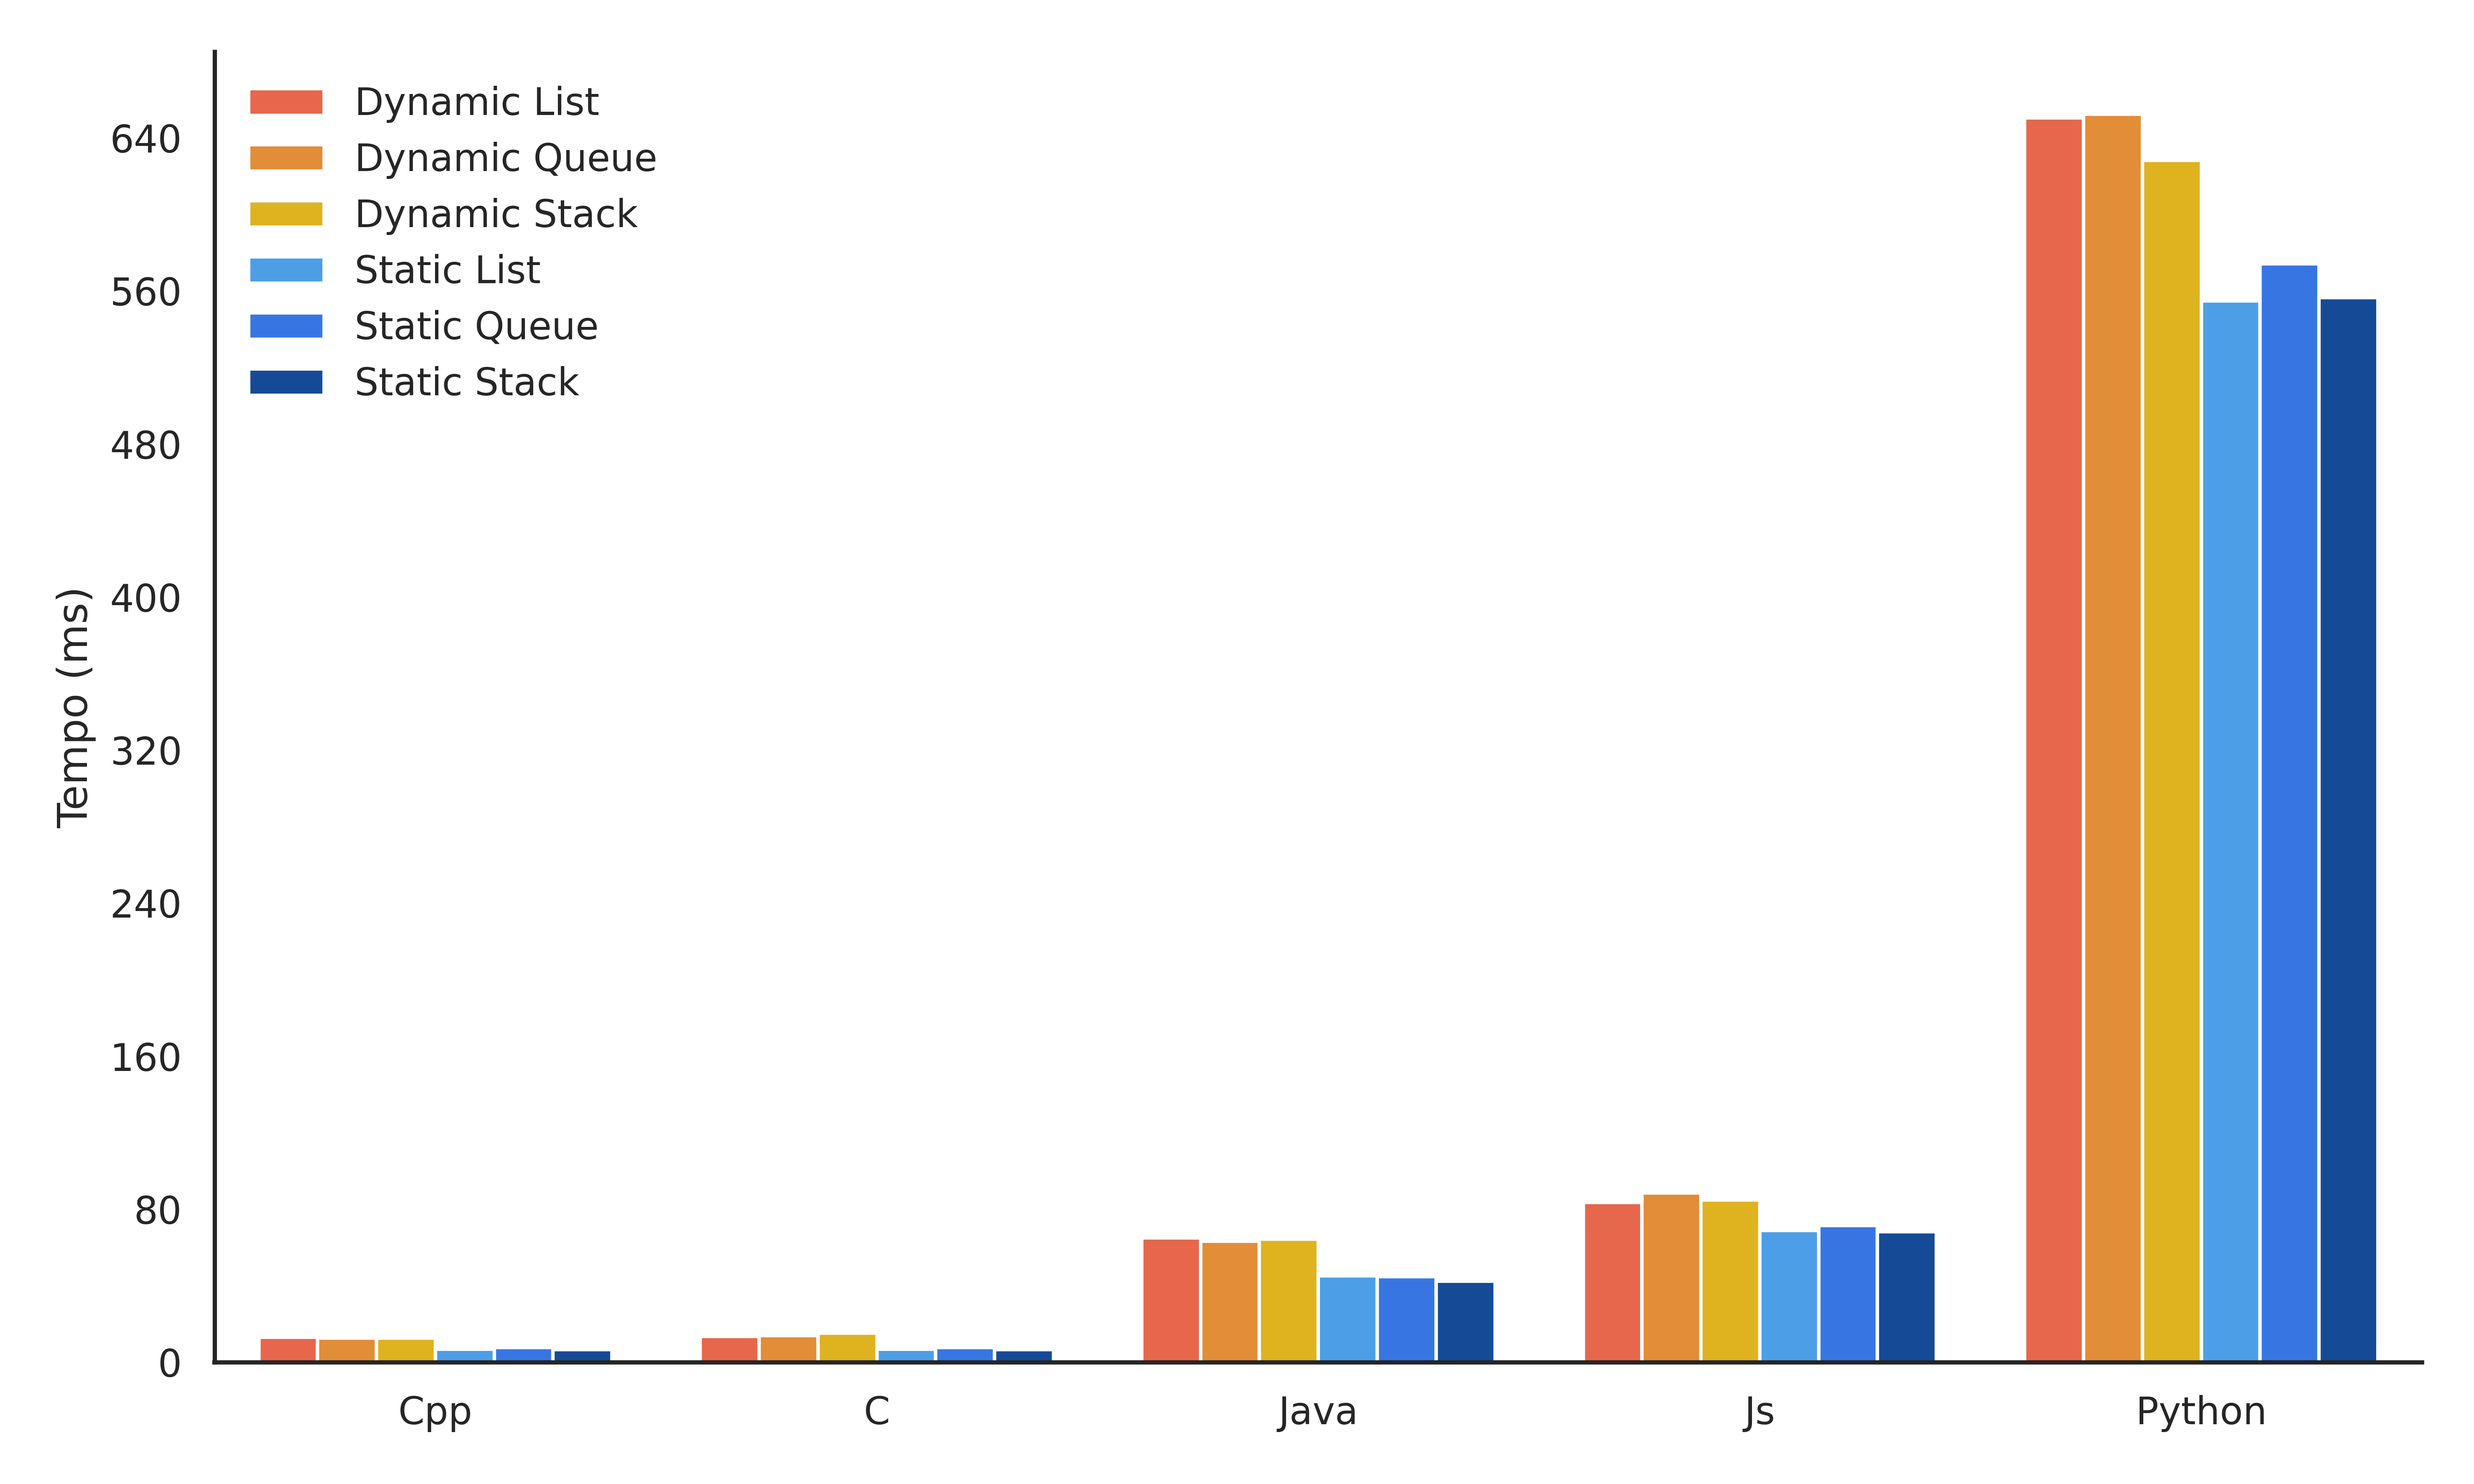 Dynamic List
Dynamic Queue
Dynamic Stack
Static List
Static Queue
Static Stack
Tempo (ms)
640
560
480
400
320
240
160
80
0
Cpp C Java Js Python